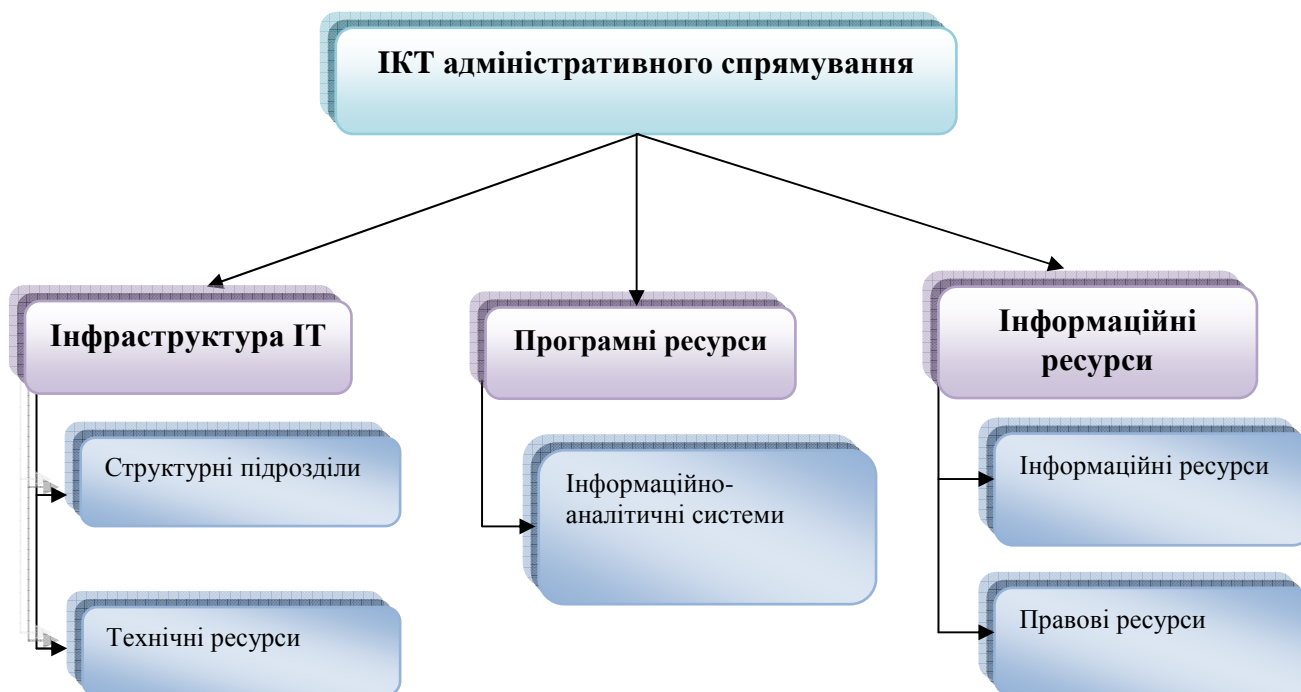 ІКТ адміністративного спрямування
Інфраструктура ІТ
Програмні ресурси
Інформаційні
ресурси
Структурні підрозділи
Технічні ресурси
Інформаційно-
аналітичні системи
Інформаційні ресурси
Правові ресурси